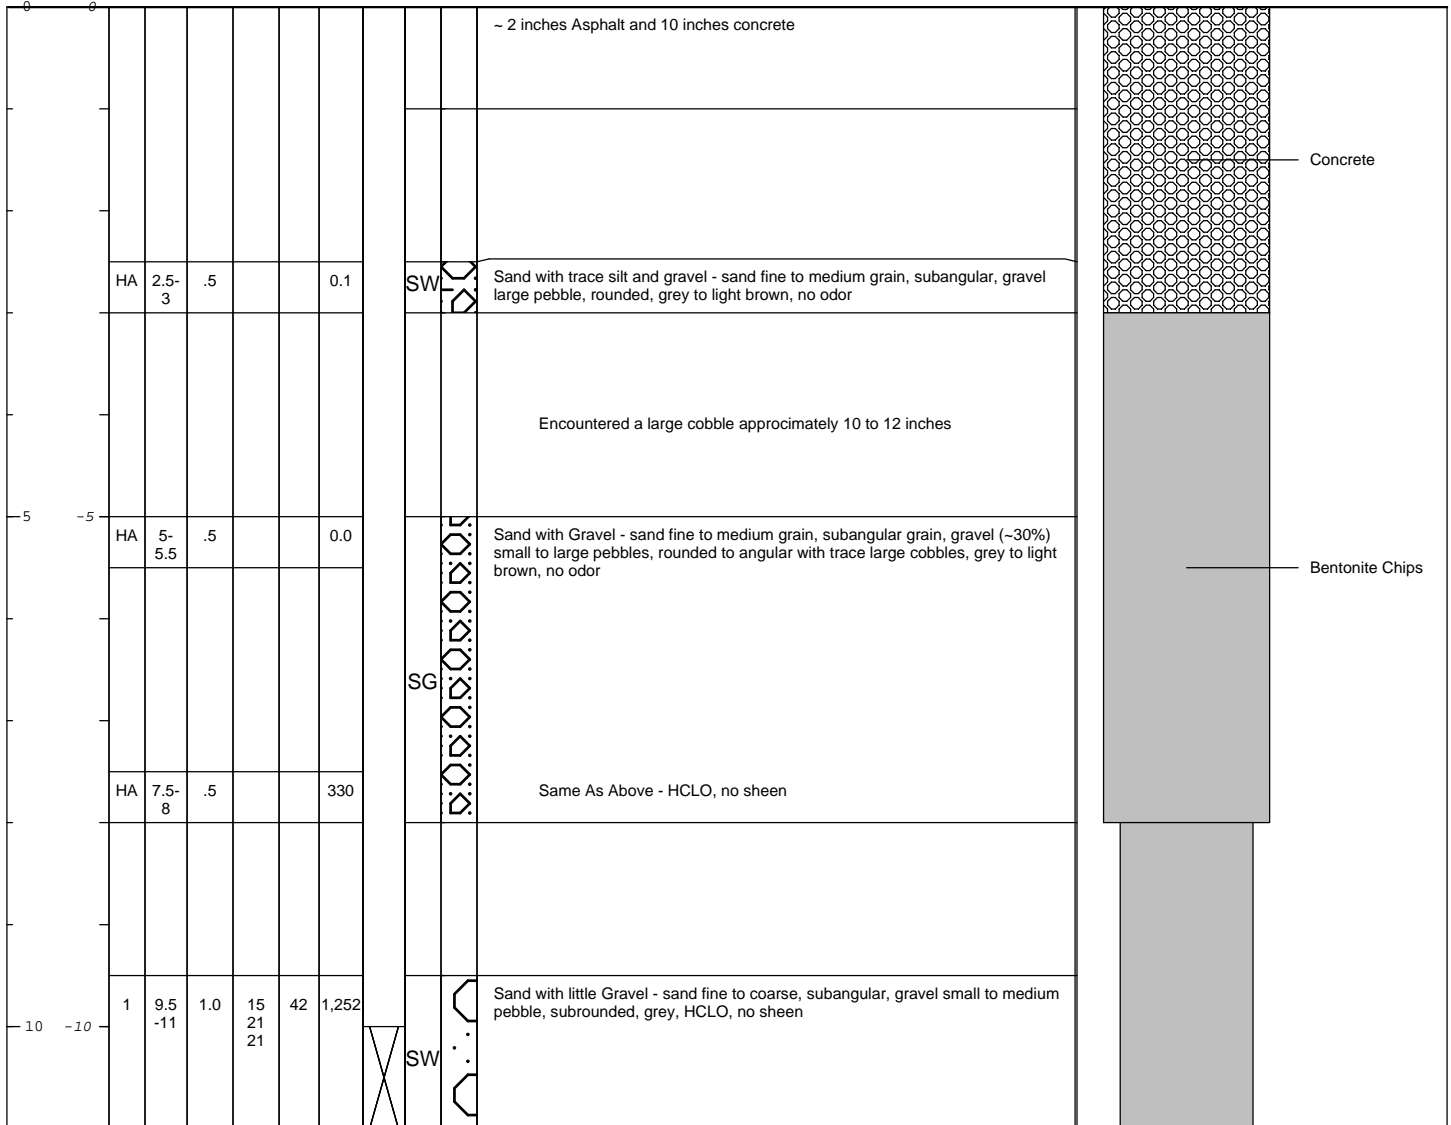 0 0
~ 2 inches Asphalt and 10 inches concrete
Concrete
HA 2.5- .5 0.1 SW Sand with trace silt and gravel - sand fine to medium grain, subangular, gravel
3 large pebble, rounded, grey to light brown, no odor
Encountered a large cobble approcimately 10 to 12 inches
5 -5
HA 5- .5 0.0 Sand with Gravel - sand fine to medium grain, subangular grain, gravel (~30%)
5.5 small to large pebbles, rounded to angular with trace large cobbles, grey to light
brown, no odor
Bentonite Chips
SG
HA 7.5- .5 330 Same As Above - HCLO, no sheen
8
1 9.5 1.0 15 42 1,252 Sand with little Gravel - sand fine to coarse, subangular, gravel small to medium
-11 21 pebble, subrounded, grey, HCLO, no sheen
10 -10 21
SW